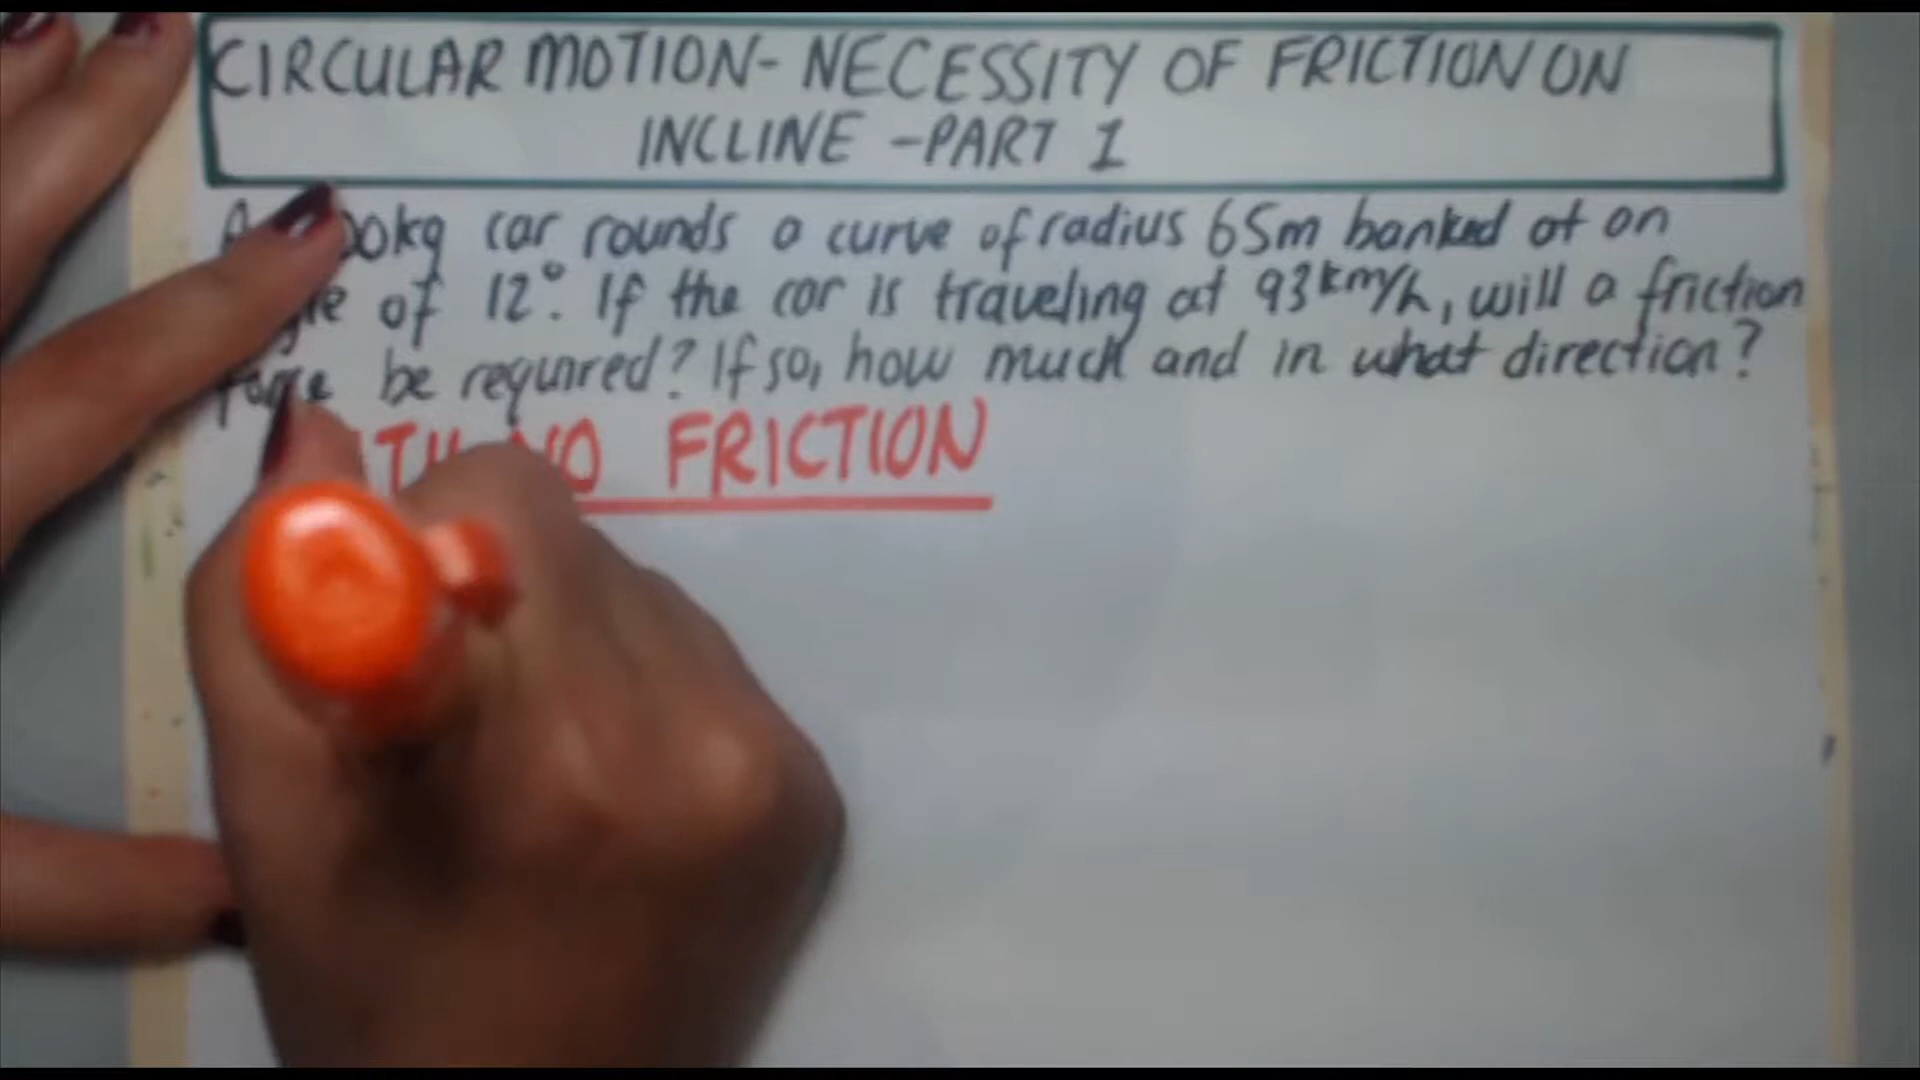 CIRCULAR MOTION- NECESSITY OF FRICTION ON
INCLINE -PART 1
A car rounds a curve of radius 65m banked at an
of 12°. If the car is traveling at 93km/h, will a friction
force be required? If so, how much and in what direction?
NO FRICTION